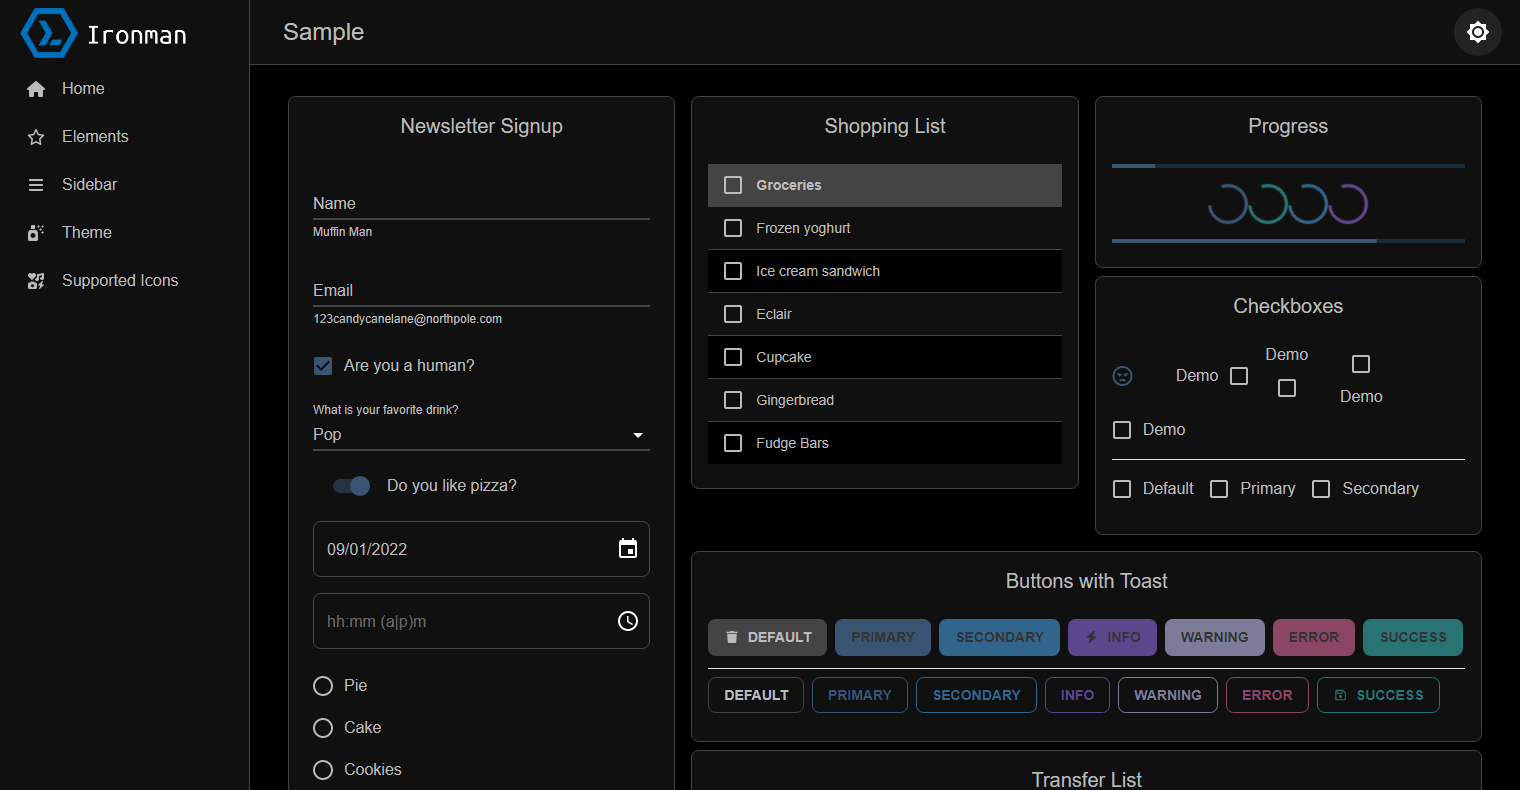 Ironman
Home
Elements
Sidebar
Theme
Supported Icons
Sample
Newsletter Signup
Name
Muffin Man
Email
123candycanelane@northpole.com
Are you a human?
What is your favorite drink?
Pop
Do you like pizza?
09/01/2022
hh:mm (a|p)m
Pie
Cake
Cookies
Shopping List
Groceries
Frozen yoghurt
Ice cream sandwich
Eclair
Cupcake
Gingerbread
Fudge Bars
Progress
Checkboxes
Demo
Demo
Demo
Demo
Default Primary Secondary
Buttons with Toast
DEFAULT PRIMARY SECONDARY INFO WARNING ERROR SUCCESS
DEFAULT PRIMARY SECONDARY INFO WARNING ERROR SUCCESS
Transfer List